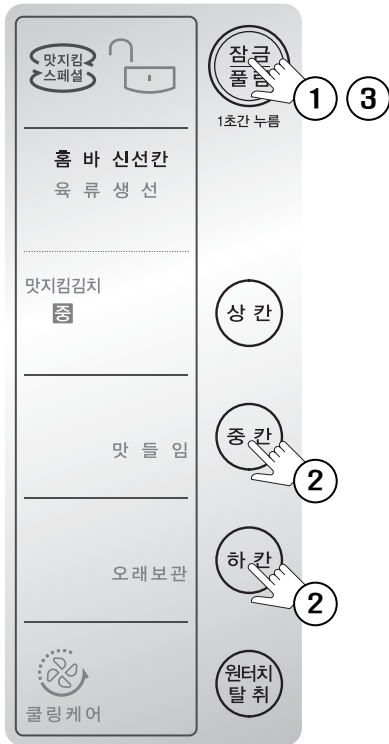 맛지킴
스페셜
잠금
풀림
① ③
1초간 누름
홈 바 신선칸
육 류 생 선
맛지킴김치
중
상 칸
맛 들 임
중 칸
②
오래보관
하 칸
②
쿨링케어
원터치
탈 취